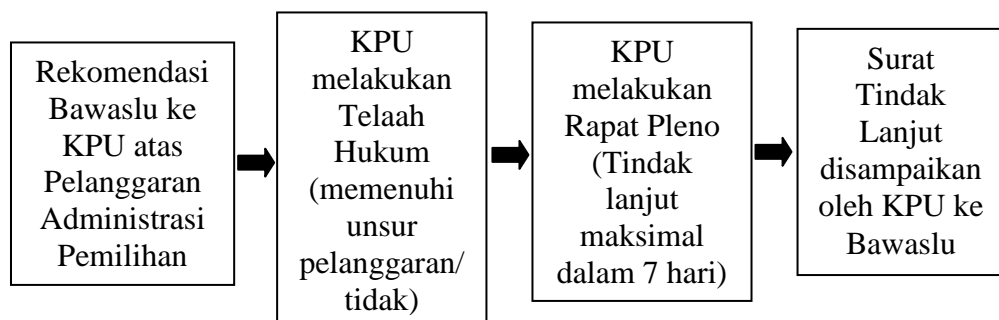 Rekomendasi
Bawaslu ke
KPU atas
Pelanggaran
Administrasi
Pemilihan
KPU
melakukan
Telaah
Hukum
(memenuhi
unsur
pelanggaran/
tidak)
KPU
melakukan
Rapat Pleno
(Tindak
lanjut
maksimal
dalam 7 hari)
Surat
Tindak
Lanjut
disampaikan
oleh KPU ke
Bawaslu